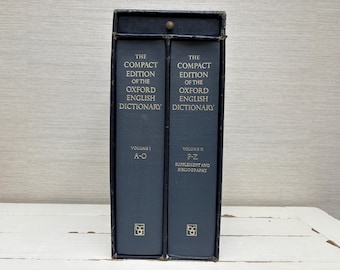 THE
COMPACT
EDITION
OF THE
OXFORD
ENGLISH
DICTIONARY
VOLUME I
A-O
THE
COMPACT
EDITION
OF THE
OXFORD
ENGLISH
DICTIONARY
VOLUME II
P-Z
SUPPLEMENT AND
BIBLIOGRAPHY